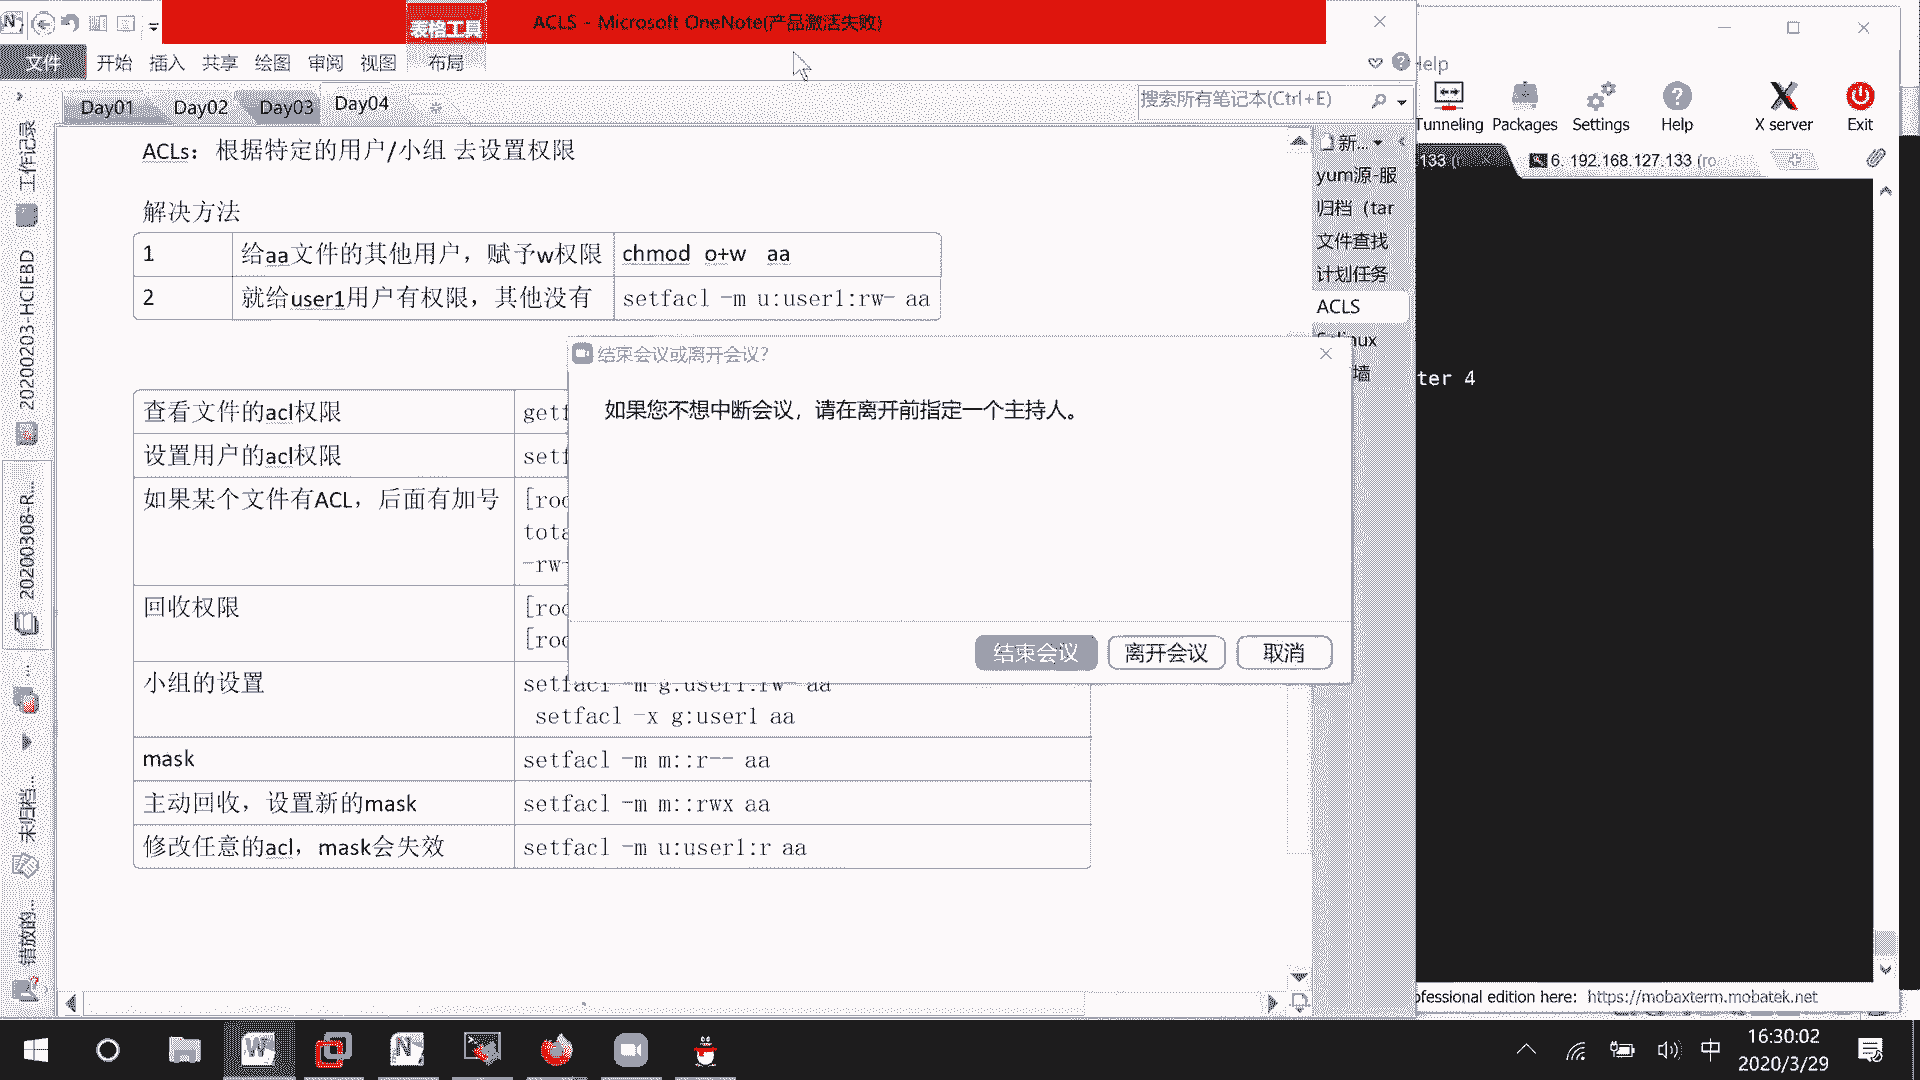 表格工具
ACLS - Microsoft OneNote(产品激活失败)
文件 开始 插入 共享 绘图 审阅 视图 布局
Day01 Day02 Day03 Day04
搜索所有笔记本(Ctrl+E)
工作记录
20200203-HCIEBD
20200308-R...
...
未归档...
错放的...
新...
yum源-服
归档（tar
文件查找
计划任务
ACLS
ACLs：根据特定的用户/小组 去设置权限
解决方法
1 给aa文件的其他用户，赋予w权限 chmod o+w aa
2 就给user1用户有权限，其他没有 setfacl -m u:user1:rw- aa
查看文件的acl权限 getf
设置用户的acl权限 setf
如果某个文件有ACL，后面有加号 [roo
tota
-rw-
回收权限 [roo
[roo
小组的设置 setfacl -m g:user1:rw- aa
setfacl -x g:user1 aa
mask setfacl -m m::r-- aa
主动回收，设置新的mask setfacl -m m::rwx aa
修改任意的acl，mask会失效 setfacl -m u:user1:r aa
结束会议或离开会议?
如果您不想中断会议，请在离开前指定一个主持人。
结束会议 离开会议 取消
Help
Tunneling Packages Settings Help X server Exit
133 (r
6. 192.168.127.133 (ro
ter 4
ofessional edition here: https://mobaxterm.mobatek.net
中
16:30:02
2020/3/29